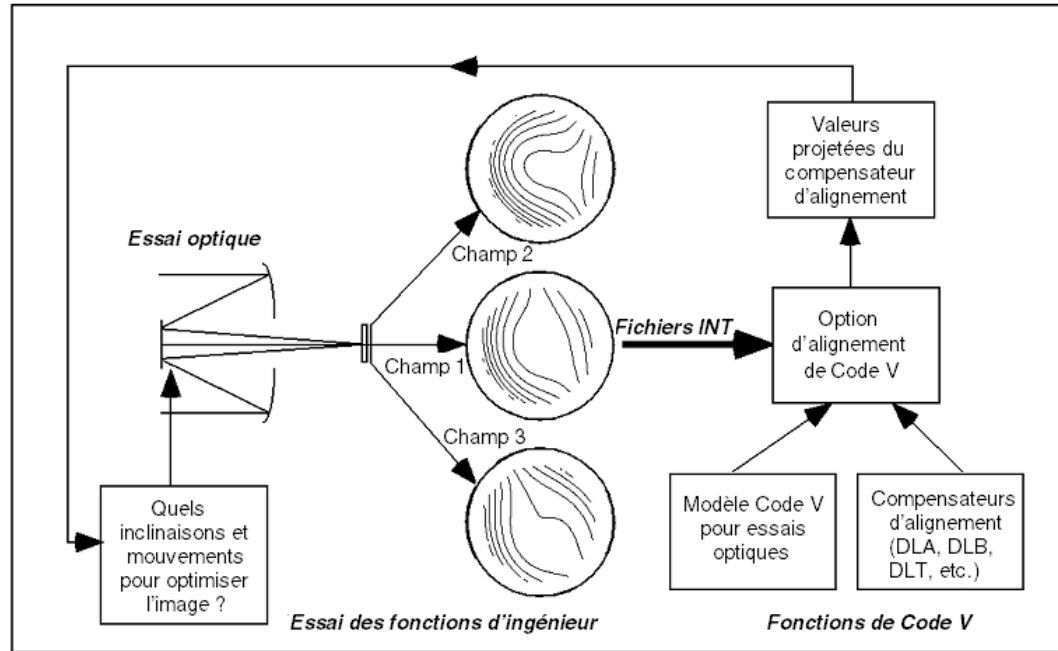 Valeurs
projetées du
compensateur
d'alignement
Essai optique
Champ 2
Fichiers INT
Option
d'alignement
de Code V
Champ 1
Champ 3
Quels
inclinaisons et
mouvements
pour optimiser
l'image ?
Modèle Code V
pour essais
optiques
Compensateurs
d'alignement
(DLA, DLB,
DLT, etc.)
Essai des fonctions d'ingénieur
Fonctions de Code V